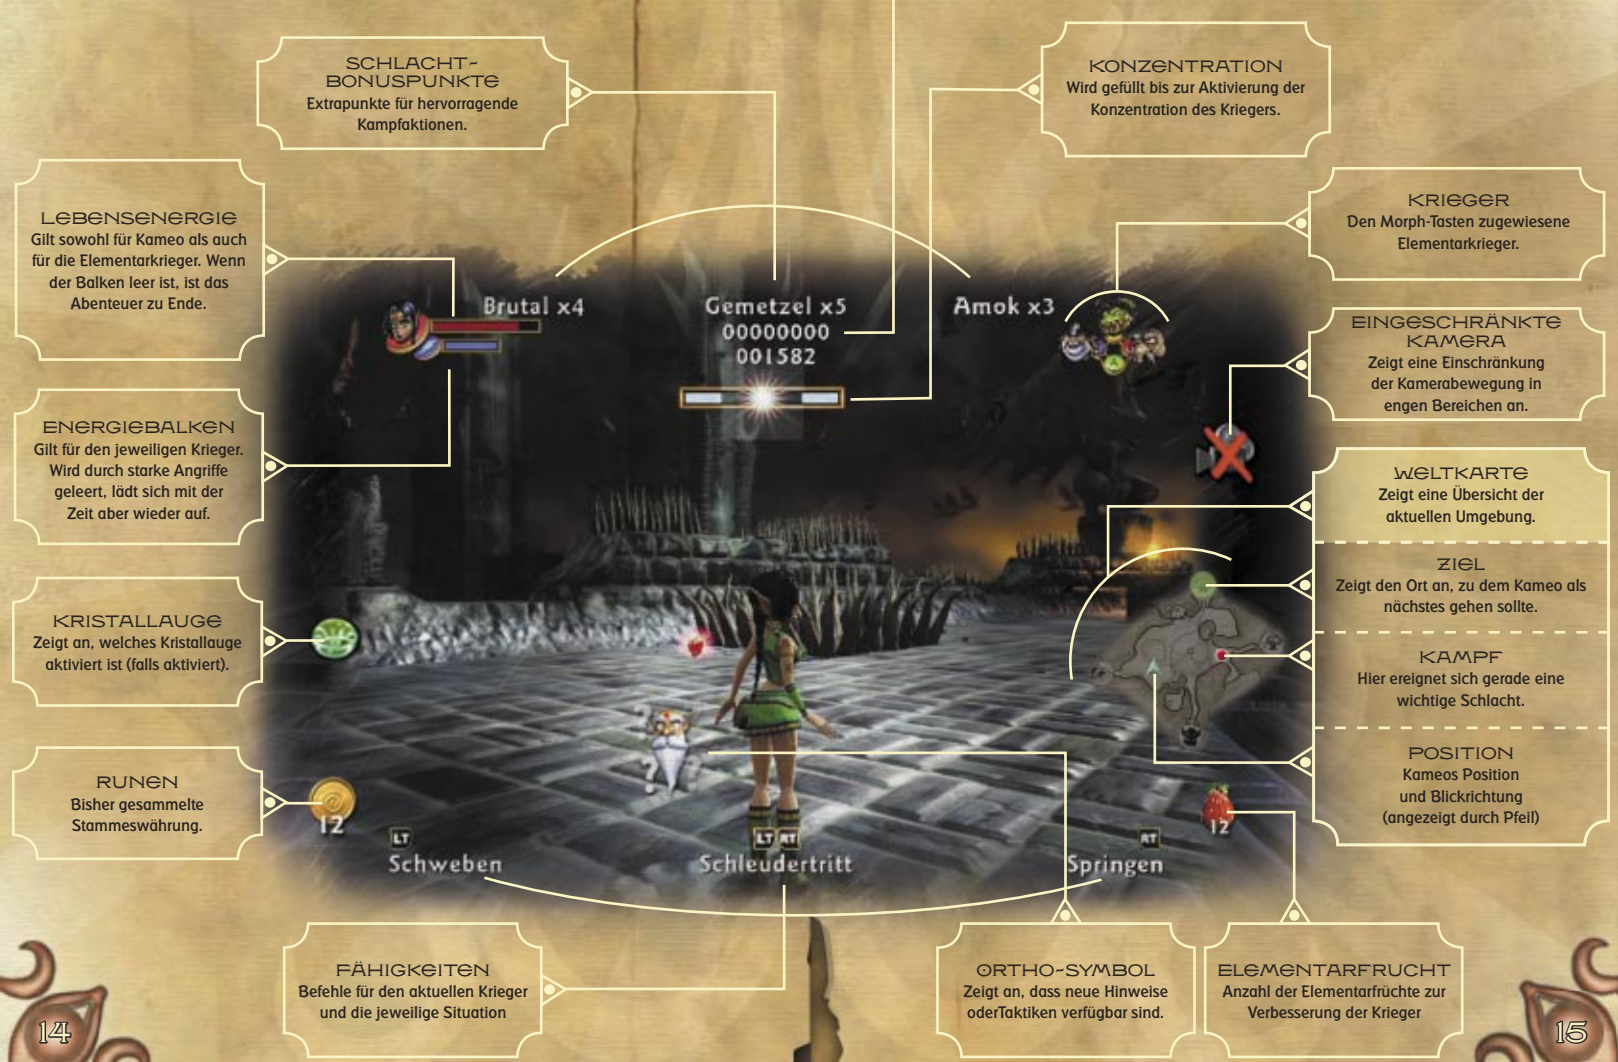 SCHLACHT-
BONUSPUNKTE
Extrapunkte für hervorragende
Kampfaktionen.
KONZENTRATION
Wird gefüllt bis zur Aktivierung der
Konzentration des Kriegers.
LEBENSENERGIE
Gilt sowohl für Kameo als auch
für die Elementarkrieger. Wenn
der Balken leer ist, ist das
Abenteuer zu Ende.
KRIEGER
Den Morph-Tasten zugewiesene
Elementarkrieger.
Brutal x4
Gemetzel x5
Amok x3
00000000
001582
EINGESCHRÄNKTE
KAMERA
Zeigt eine Einschränkung
der Kamerabewegung in
engen Bereichen an.
ENERGIEBALKEN
Gilt für den jeweiligen Krieger.
Wird durch starke Angriffe
geleert, lädt sich mit der
Zeit aber wieder auf.
WELTKARTE
Zeigt eine Übersicht der
aktuellen Umgebung.
ZIEL
Zeigt den Ort an, zu dem Kameo als
nächstes gehen sollte.
KRISTALLAUGE
Zeigt an, welches Kristallauge
aktiviert ist (falls aktiviert).
KAMPF
Hier ereignet sich gerade eine
wichtige Schlacht.
POSITION
Kameos Position
und Blickrichtung
(angezeigt durch Pfeil)
RUNEN
Bisher gesammelte
Stammeswährung.
12
12
LT
LT RT
RT
Schweben
Schleudertritt
Springen
FÄHIGKEITEN
Befehle für den aktuellen Krieger
und die jeweilige Situation
ORTHO-SYMBOL
Zeigt an, dass neue Hinweise
oderTaktiken verfügbar sind.
ELEMENTARFRUCHT
Anzahl der Elementarfrüchte zur
Verbesserung der Krieger
14
15